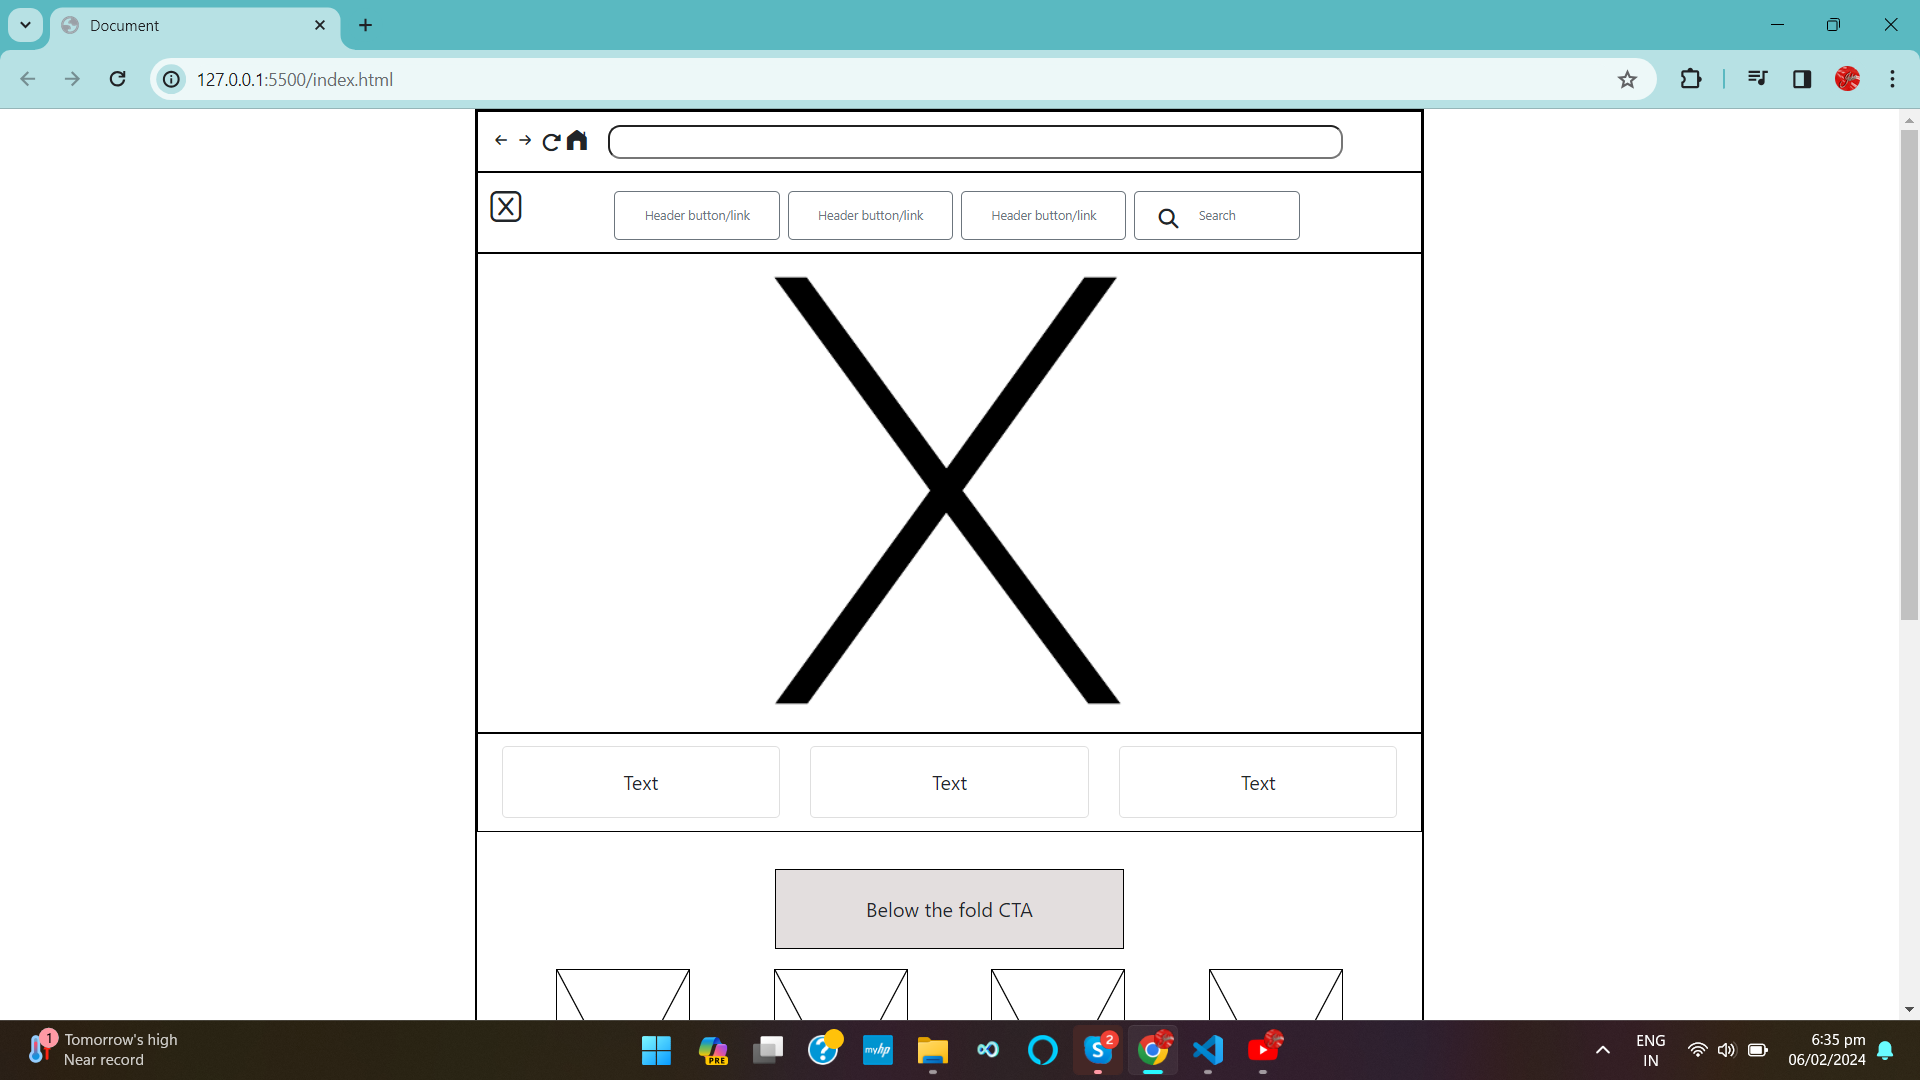 Document
127.0.0.1:5500/index.html
X
Header button/link
Header button/link
Header button/link
Search
X
Text
Text
Text
Below the fold CTA
1
Tomorrow's high
Near record
PRE
?
myhp
S
2
ENG
IN
6:35 pm
06/02/2024